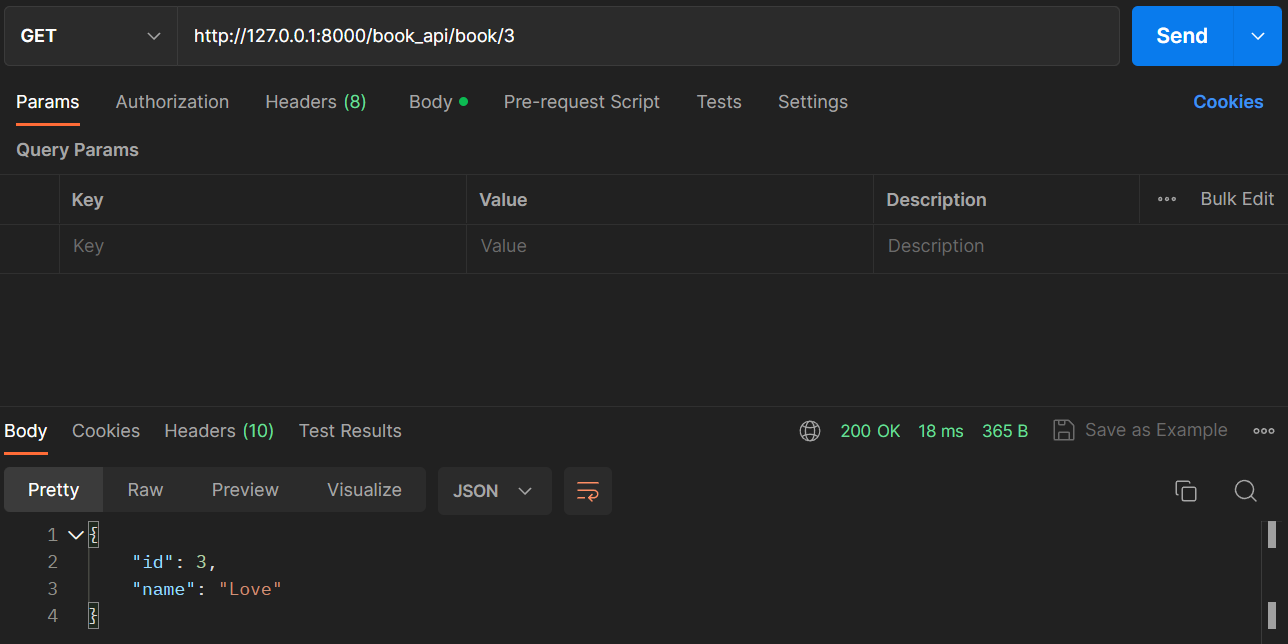 GET http://127.0.0.1:8000/book_api/book/3 Send
Params Authorization Headers (8) Body Pre-request Script Tests Settings Cookies
Query Params
Key Value Description Bulk Edit
Key Value Description
Body Cookies Headers (10) Test Results 200 OK 18 ms 365 B Save as Example
Pretty Raw Preview Visualize JSON
1 {
2 "id": 3,
3 "name": "Love"
4 }